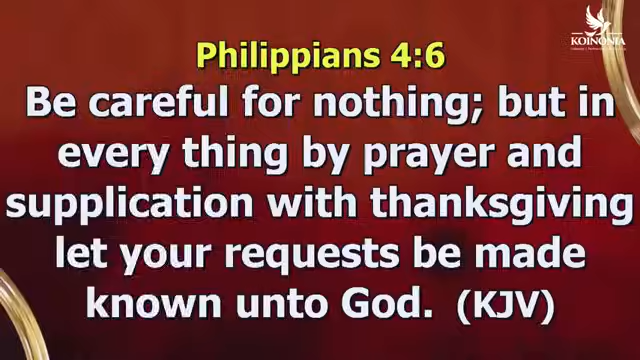 KOINONIA
Philippians 4:6
Be careful for nothing; but in
every thing by prayer and
supplication with thanksgiving
let your requests be made
known unto God.  (KJV)